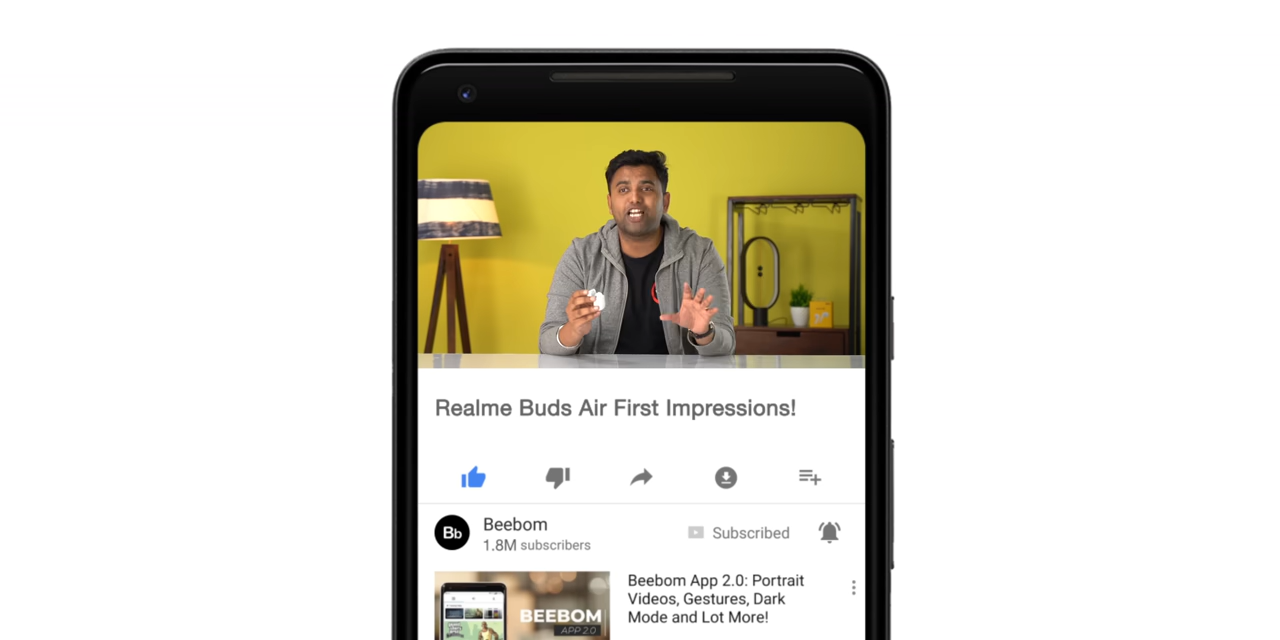 Realme Buds Air First Impressions!
Bb
Beebom
1.8M subscribers
Subscribed
Beebom App 2.0: Portrait
Videos, Gestures, Dark
Mode and Lot More!
BEEBOM
APP 2.0